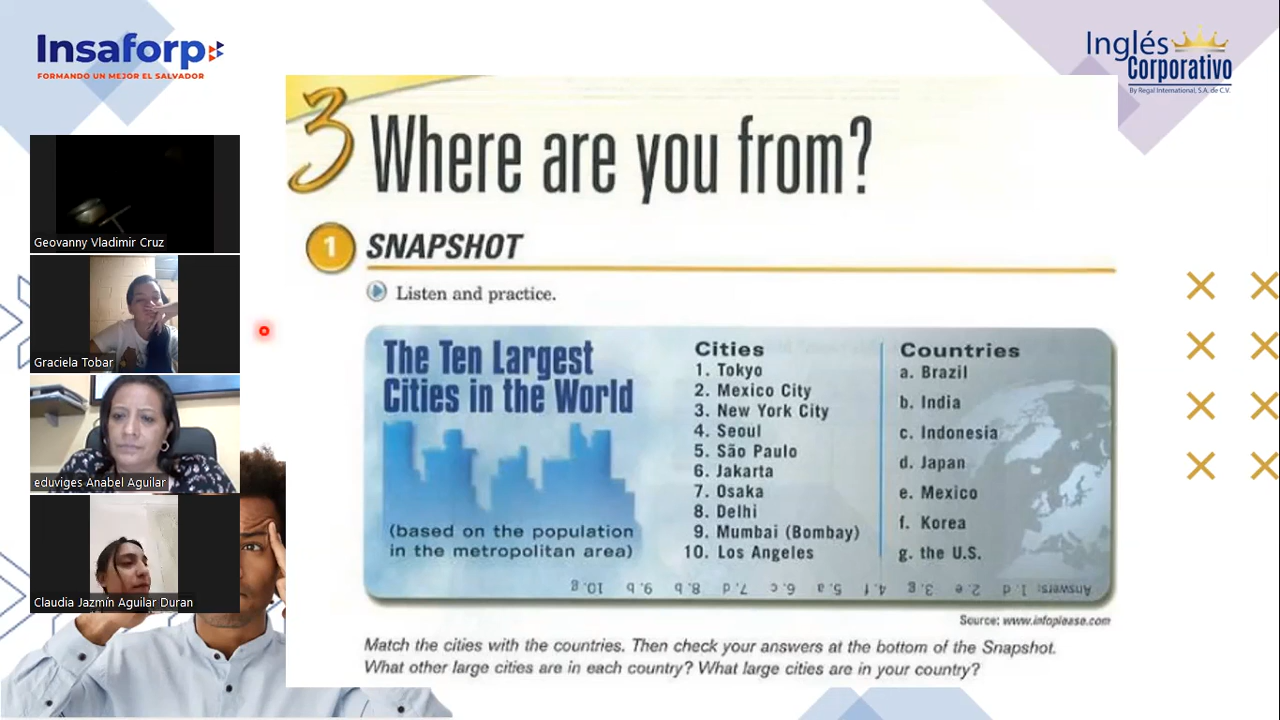 Insaforp
FORMANDO UN MEJOR EL SALVADOR
Inglés
Corporativo
By Regal International, S.A. de C.V.
Geovanny Vladimir Cruz
Graciela Tobar
eduviges Anabel Aguilar
Claudia Jazmín Aguilar Duran
3 Where are you from?
1 SNAPSHOT
Listen and practice.
The Ten Largest
Cities in the World
(based on the population
in the metropolitan area)
Cities
1. Tokyo
2. Mexico City
3. New York City
4. Seoul
5. São Paulo
6. Jakarta
7. Osaka
8. Delhi
9. Mumbai (Bombay)
10. Los Angeles
Countries
a. Brazil
b. India
c. Indonesia
d. Japan
e. Mexico
f. Korea
g. the U.S.
Answers: 1. d 2. e 3. g 4. f 5. a 6. c 7. d 8. b 9. b 10. g
Source: www.infoplease.com
Match the cities with the countries. Then check your answers at the bottom of the Snapshot.
What other large cities are in each country? What large cities are in your country?